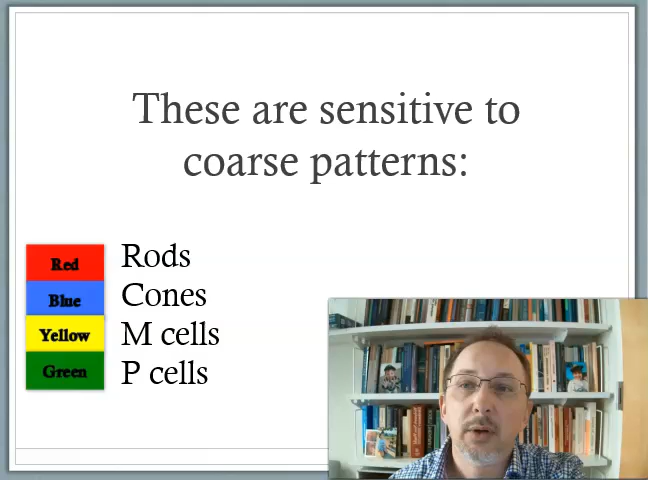 These are sensitive to
coarse patterns:
Red Rods
Blue Cones
Yellow M cells
Green P cells